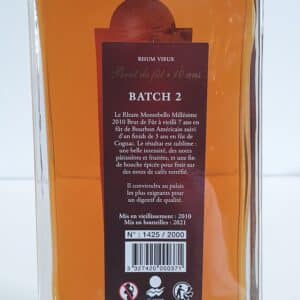 RHUM VIEUX
Brut de fût • 10 ans
BATCH 2
Le Rhum Montebello Millésime
2010 Brut de Fût à vieilli 7 ans en
fût de Bourbon Américain suivi
d'un finish de 3 ans en fût de
Cognac. Le résultat est sublime :
une belle intensité, des notes
pâtissières et fruitées, et une fin
de bouche épicée pour finir sur
des notes de cafés torréfié.
Il conviendra au palais
les plus exigeants pour
un digestif de qualité.
Mis en vieillissement : 2010
Mis en bouteilles : 2021
N° : 1425 / 2000
3 327420 000371